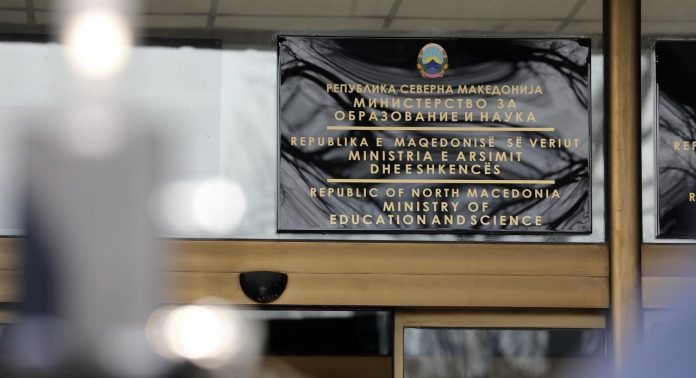 РЕПУБЛИКА СЕВЕРНА МАКЕДОНИЈА
МИНИСТЕРСТВО ЗА
ОБРАЗОВАНИЕ И НАУКА
REPUBLIKA E MAQEDONISË SË VERIUT
MINISTRIA E ARSIMIT
DHE E SHKENCËS
REPUBLIC OF NORTH MACEDONIA
MINISTRY OF
EDUCATION AND SCIENCE